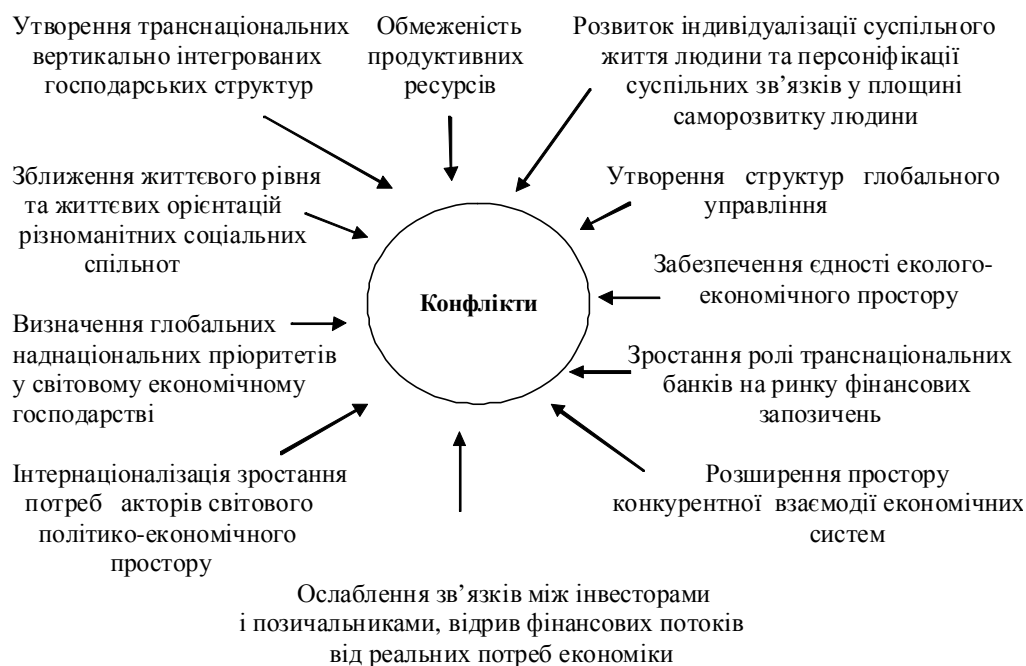 Утворення транснаціональних
вертикально інтегрованих
господарських структур
Обмеженість
продуктивних
ресурсів
Розвиток індивідуалізації суспільного
життя людини та персоніфікації
суспільних зв’язків у площині
саморозвитку людини
Зближення життєвого рівня
та життєвих орієнтацій
різноманітних соціальних
спільнот
Утворення структур глобального
управління
Забезпечення єдності еколого-
економічного простору
Конфлікти
Визначення глобальних
наднаціональних пріоритетів
у світовому економічному
господарстві
Зростання ролі транснаціональних
банків на ринку фінансових
запозичень
Інтернаціоналізація зростання
потреб акторів світового
політико-економічного
простору
Розширення простору
конкурентної взаємодії економічних
систем
Ослаблення зв’язків між інвесторами
і позичальниками, відрив фінансових потоків
від реальних потреб економіки